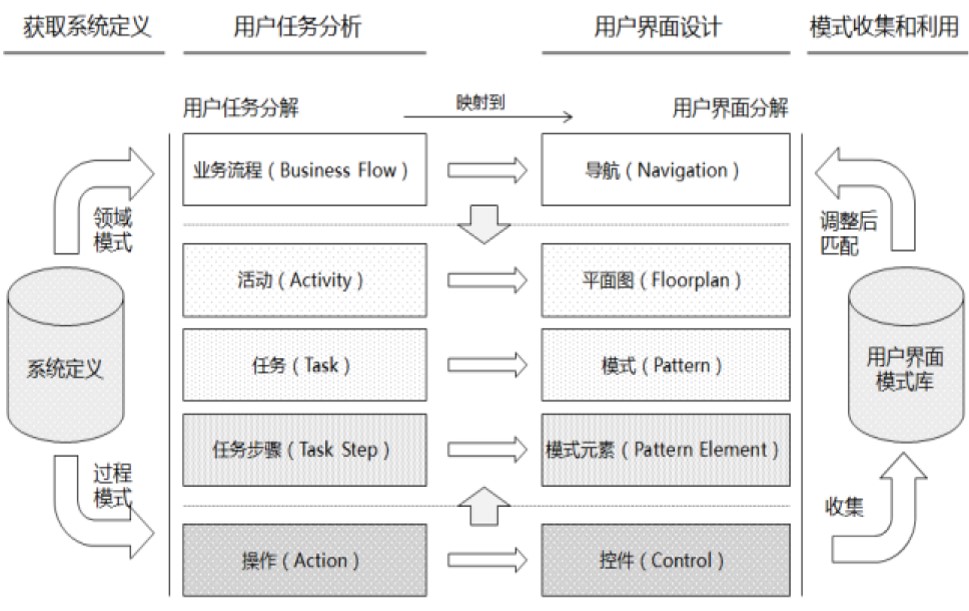 获取系统定义
用户任务分析
用户界面设计
模式收集和利用
用户任务分解
映射到
用户界面分解
业务流程（Business Flow）
导航（Navigation）
领域
模式
调整后
匹配
活动（Activity）
平面图（Floorplan）
系统定义
任务（Task）
模式（Pattern）
用户界面
模式库
任务步骤（Task Step）
模式元素（Pattern Element）
过程
模式
收集
操作（Action）
控件（Control）